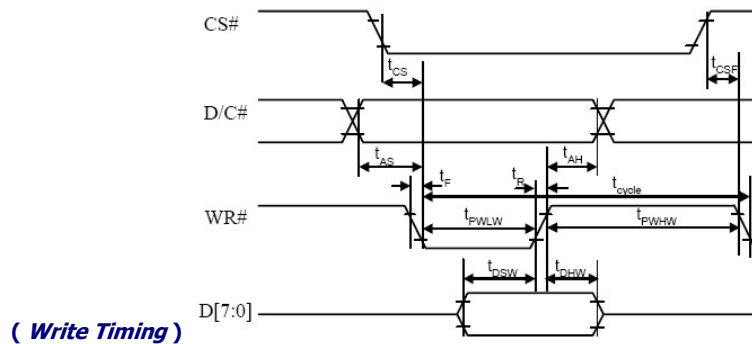 CS#
tCS
tCSF
D/C#
tAS
tAH
tF
tR
tcycle
WR#
tPWLW
tPWHW
tDSW
tDHW
D[7:0]
( Write Timing )